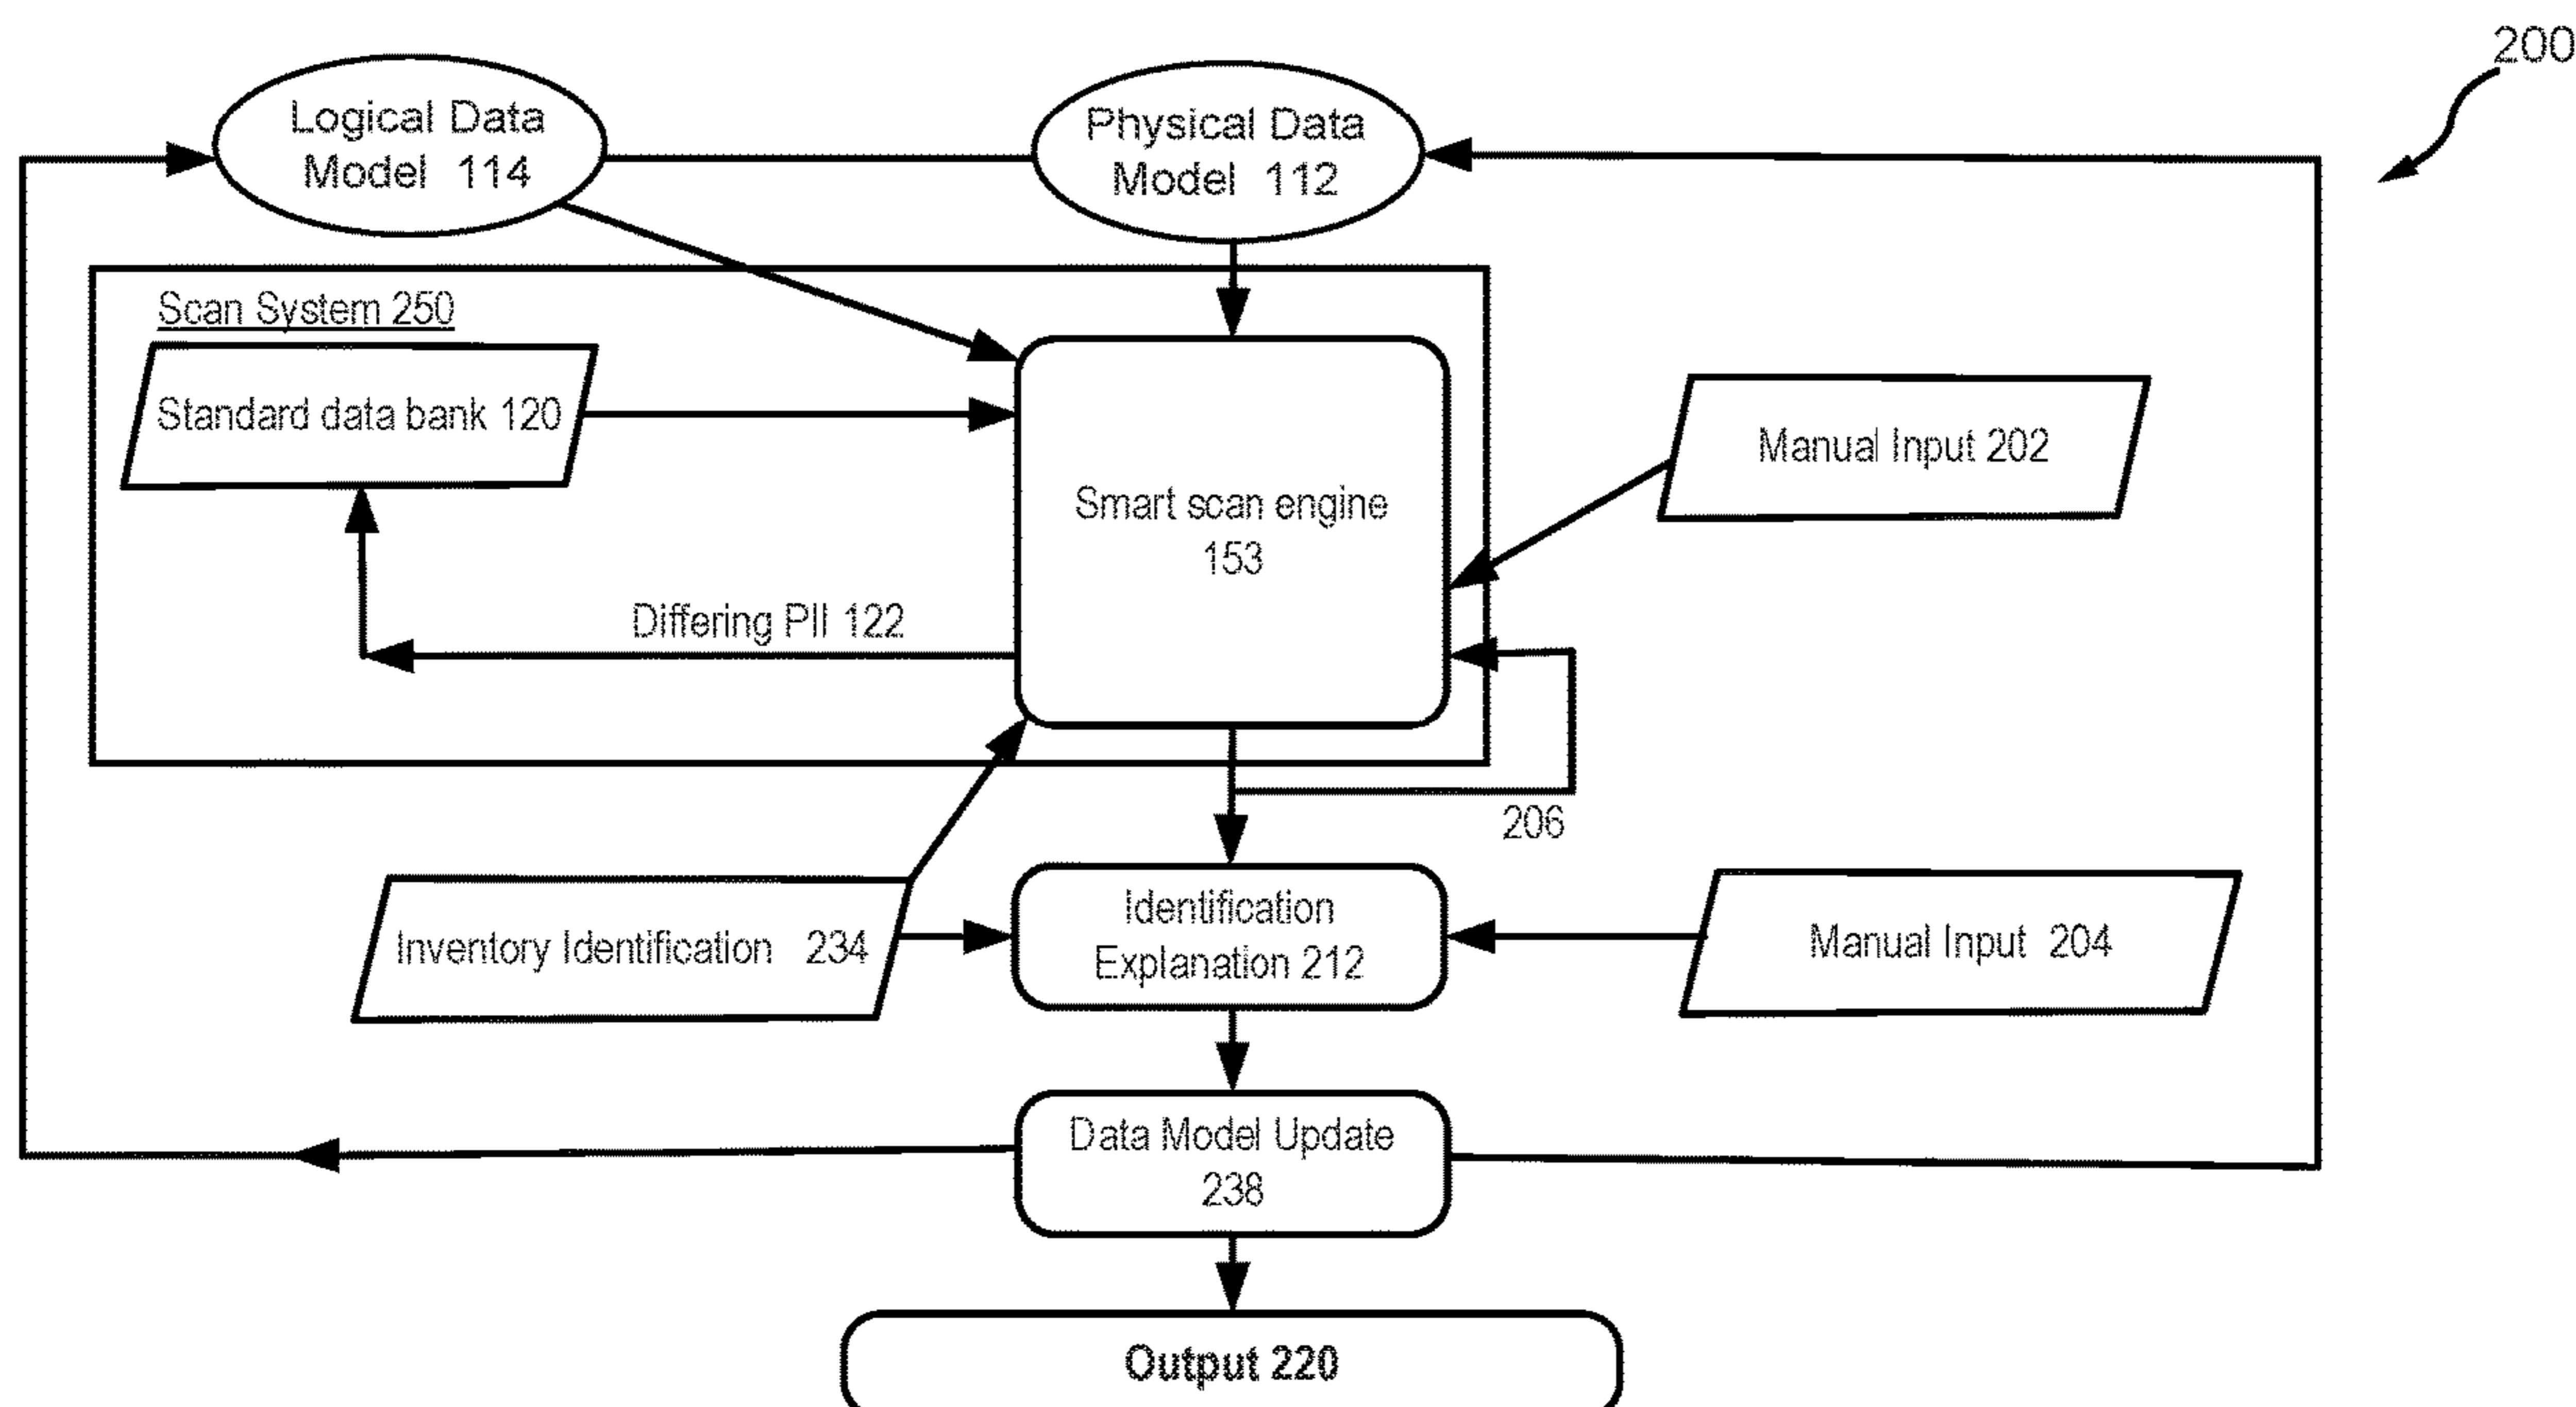 200
Logical Data
Model 114
Physical Data
Model 112
Scan System 250
Standard data bank 120
Manual Input 202
Smart scan engine
153
Differing PII 122
206
Identification
Explanation 212
Inventory Identification 234
Manual Input 204
Data Model Update
238
Output 220